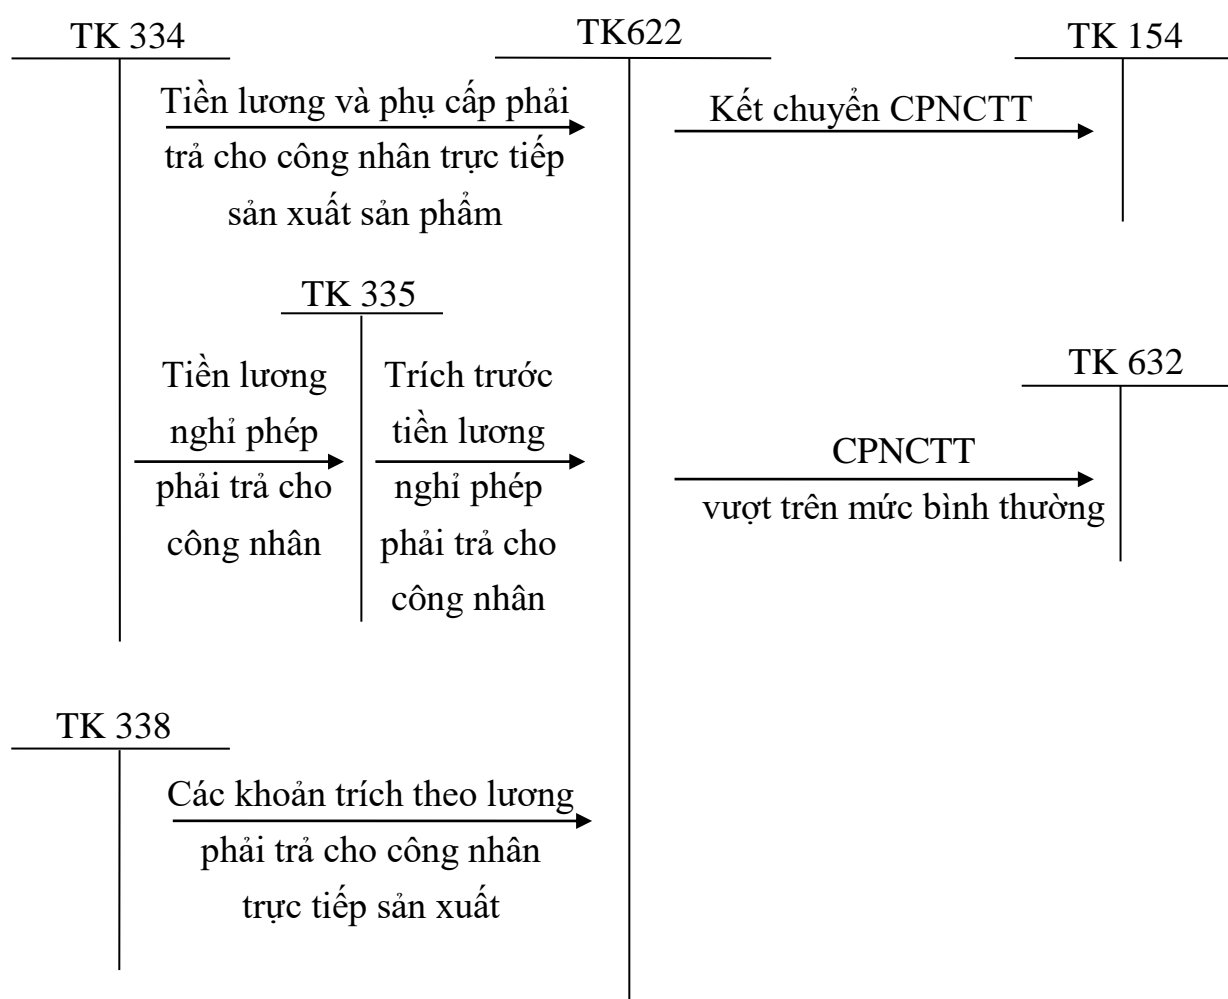 TK 334
TK622
TK 154
Tiền lương và phụ cấp phải
trả cho công nhân trực tiếp
sản xuất sản phẩm
Kết chuyển CPNCTT
TK 335
Tiền lương
nghỉ phép
phải trả cho
công nhân
Trích trước
tiền lương
nghỉ phép
phải trả cho
công nhân
TK 632
CPNCTT
vượt trên mức bình thường
TK 338
Các khoản trích theo lương
phải trả cho công nhân
trực tiếp sản xuất